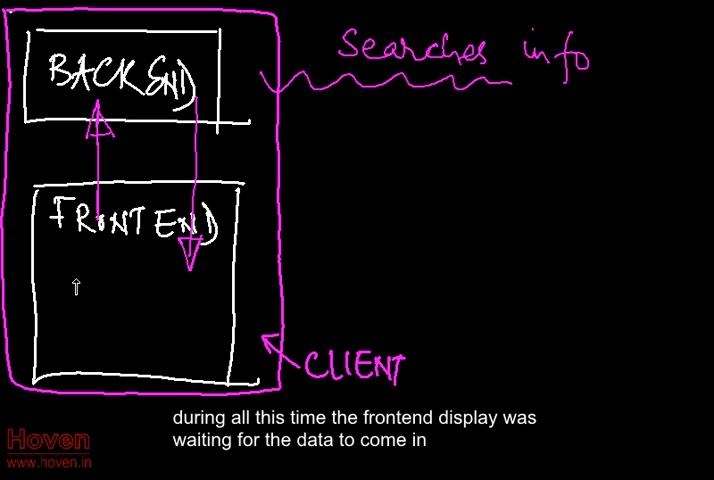 Searches info
BACKEND
FRONTEND
CLIENT
during all this time the frontend display was
waiting for the data to come in
Hoven
www.hoven.in